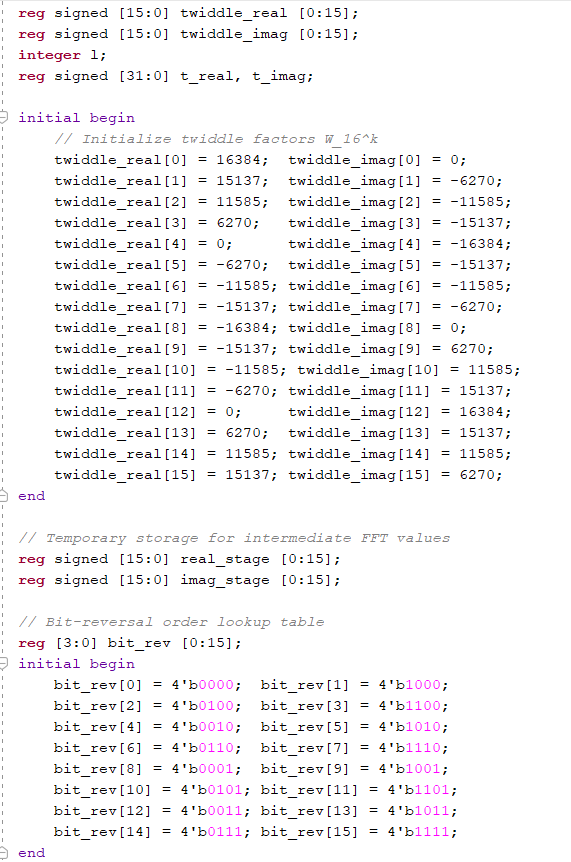 reg signed [15:0] twiddle_real [0:15];
reg signed [15:0] twiddle_imag [0:15];
integer l;
reg signed [31:0] t_real, t_imag;
initial begin
// Initialize twiddle factors W_16^k
twiddle_real[0] = 16384; twiddle_imag[0] = 0;
twiddle_real[1] = 15137; twiddle_imag[1] = -6270;
twiddle_real[2] = 11585; twiddle_imag[2] = -11585;
twiddle_real[3] = 6270; twiddle_imag[3] = -15137;
twiddle_real[4] = 0; twiddle_imag[4] = -16384;
twiddle_real[5] = -6270; twiddle_imag[5] = -15137;
twiddle_real[6] = -11585; twiddle_imag[6] = -11585;
twiddle_real[7] = -15137; twiddle_imag[7] = -6270;
twiddle_real[8] = -16384; twiddle_imag[8] = 0;
twiddle_real[9] = -15137; twiddle_imag[9] = 6270;
twiddle_real[10] = -11585; twiddle_imag[10] = 11585;
twiddle_real[11] = -6270; twiddle_imag[11] = 15137;
twiddle_real[12] = 0; twiddle_imag[12] = 16384;
twiddle_real[13] = 6270; twiddle_imag[13] = 15137;
twiddle_real[14] = 11585; twiddle_imag[14] = 11585;
twiddle_real[15] = 15137; twiddle_imag[15] = 6270;
end
// Temporary storage for intermediate FFT values
reg signed [15:0] real_stage [0:15];
reg signed [15:0] imag_stage [0:15];
// Bit-reversal order lookup table
reg [3:0] bit_rev [0:15];
initial begin
bit_rev[0] = 4'b0000; bit_rev[1] = 4'b1000;
bit_rev[2] = 4'b0100; bit_rev[3] = 4'b1100;
bit_rev[4] = 4'b0010; bit_rev[5] = 4'b1010;
bit_rev[6] = 4'b0110; bit_rev[7] = 4'b1110;
bit_rev[8] = 4'b0001; bit_rev[9] = 4'b1001;
bit_rev[10] = 4'b0101; bit_rev[11] = 4'b1101;
bit_rev[12] = 4'b0011; bit_rev[13] = 4'b1011;
bit_rev[14] = 4'b0111; bit_rev[15] = 4'b1111;
end